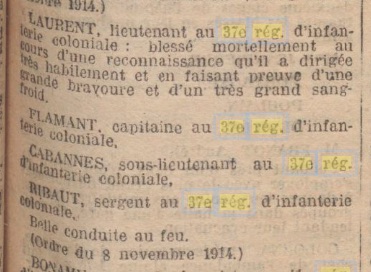 1914.)
LAURENT, lieutenant au 37e rég. d'infan-
terie coloniale : blessé mortellement au
cours d'une reconnaissance qu'il a dirigée
très habilement et en faisant preuve d'une
grande bravoure et d'un très grand sang-
froid.
FLAMANT, capitaine au 37e rég. d'infan-
terie coloniale.
CABANNES, sous-lieutenant au 37e rég.
d'infanterie coloniale.
RIBAUT, sergent au 37e rég. d'infanterie
coloniale.
Belle conduite au feu.
(Ordre du 8 novembre 1914.)